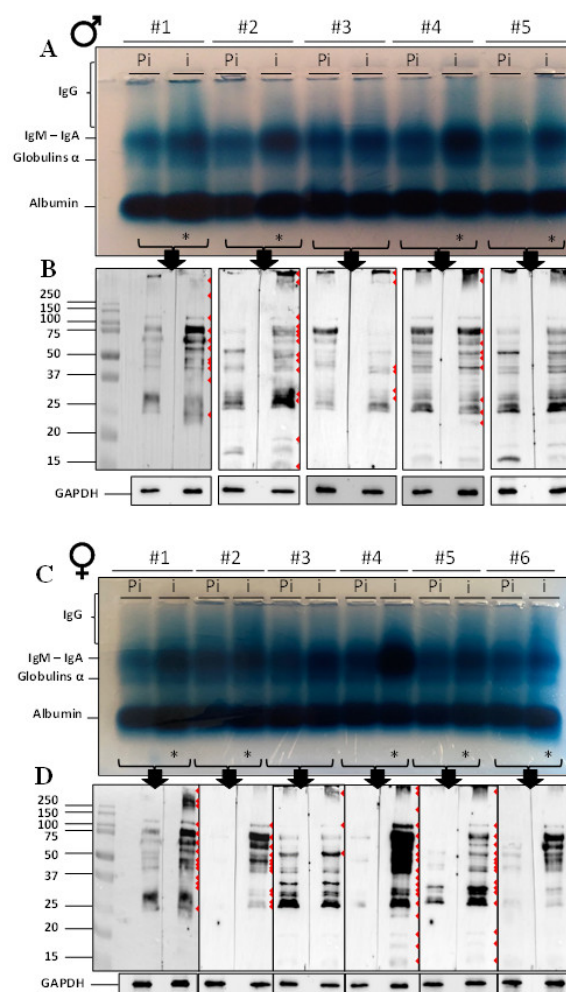 ♂ #1 #2 #3 #4 #5
A
Pi i Pi i Pi i Pi i Pi i
IgG
IgM – IgA
Globulins α
Albumin
* * * *
B
250
150
100
75
50
37
25
20
15
GAPDH
♀ #1 #2 #3 #4 #5 #6
C
Pi i Pi i Pi i Pi i Pi i Pi i
IgG
IgM – IgA
Globulins α
Albumin
* * * * *
D
250
150
100
75
50
37
25
15
GAPDH